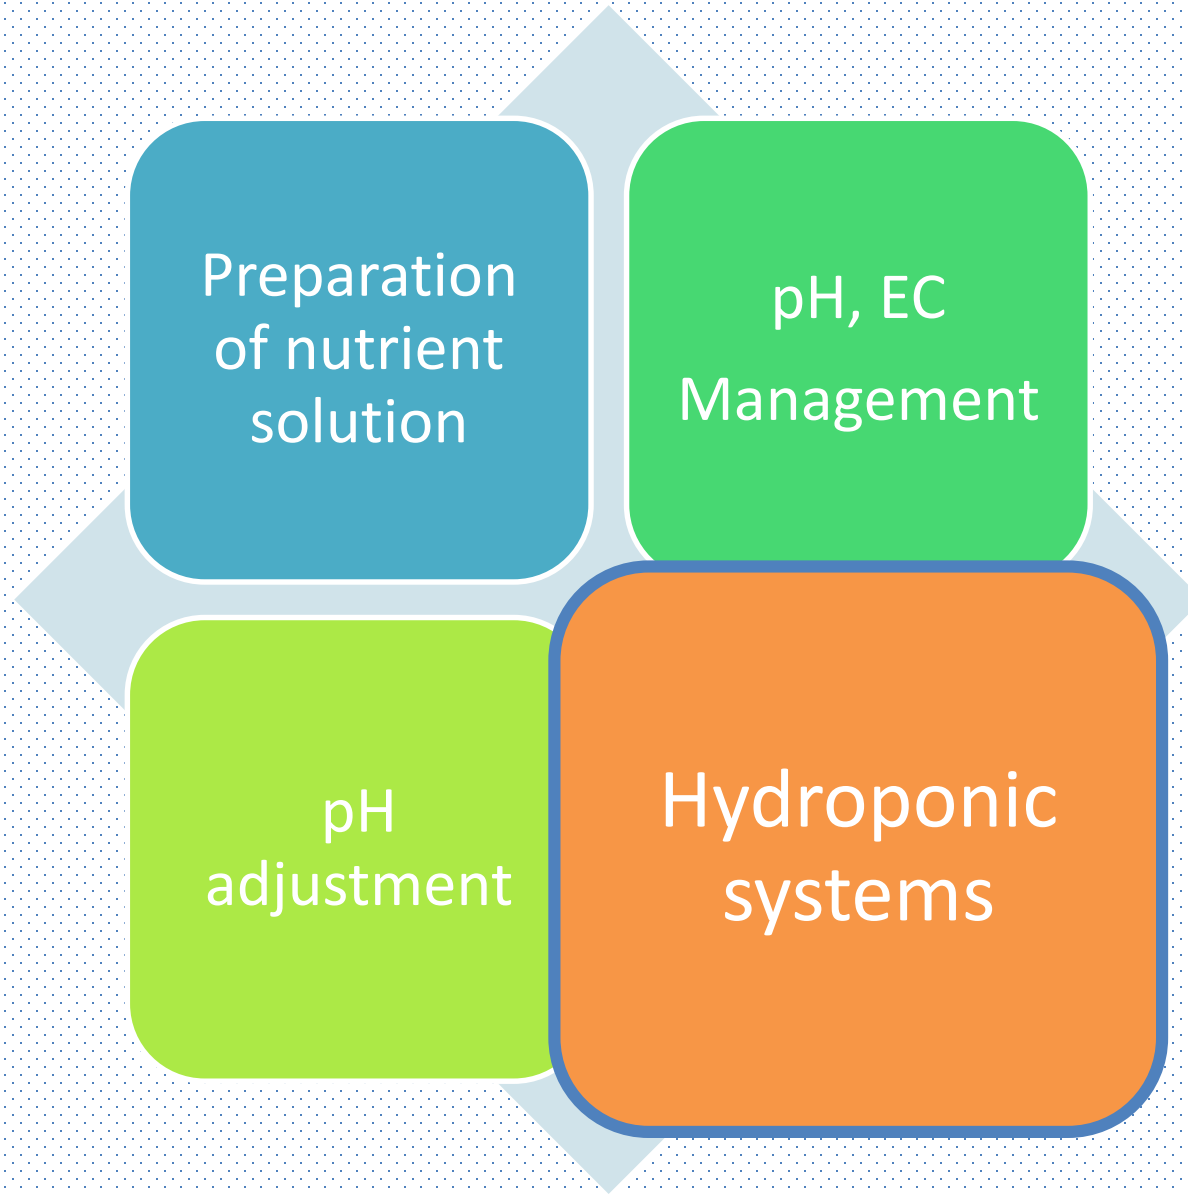 Preparation
of nutrient
solution
pH, EC
Management
pH
adjustment
Hydroponic
systems